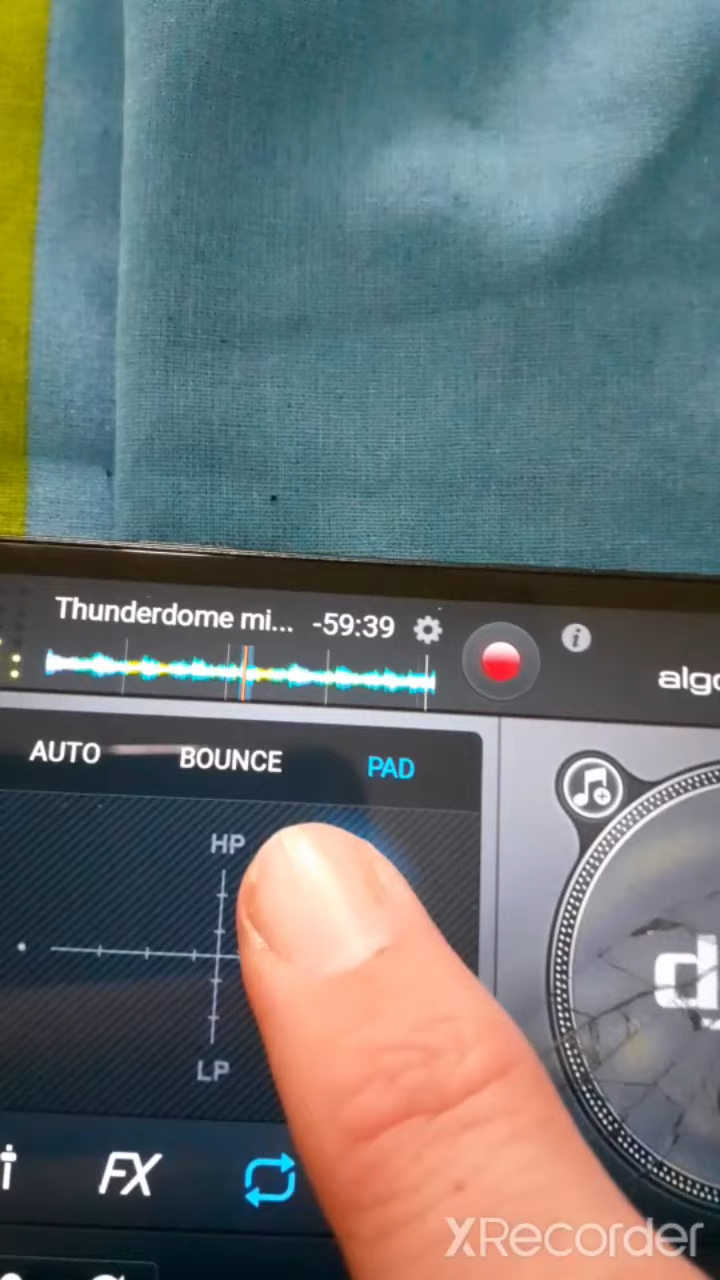 Thunderdome mi... -59:39
algo
AUTO BOUNCE PAD
HP
LP
FX
d
XRecorder